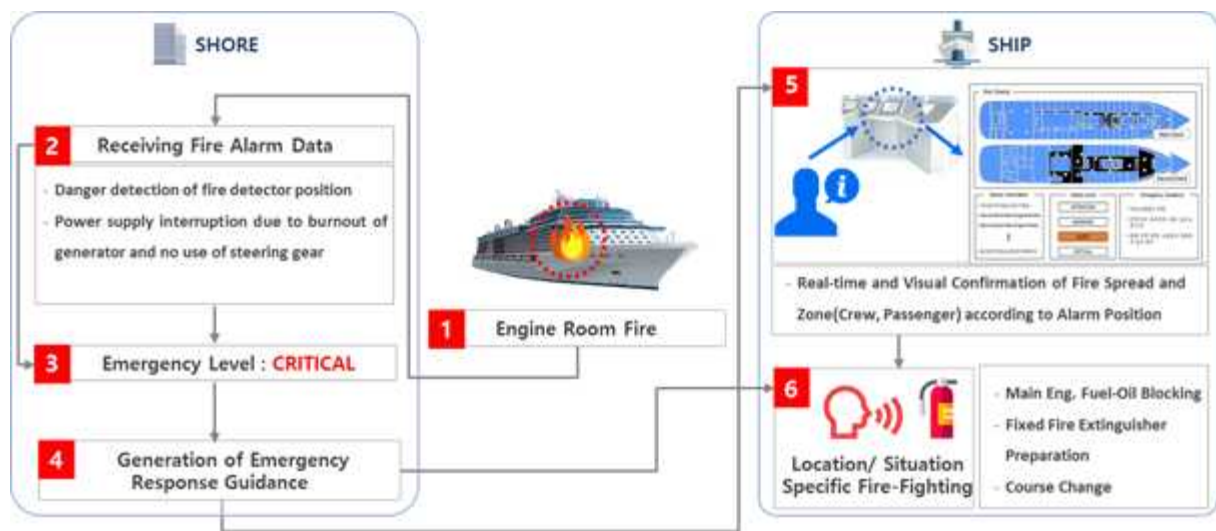 SHORE
2
Receiving Fire Alarm Data
- Danger detection of fire detector position
- Power supply interruption due to burnout of
generator and no use of steering gear
3
Emergency Level : CRITICAL
4
Generation of Emergency
Response Guidance
1
Engine Room Fire
SHIP
5
- Real-time and Visual Confirmation of Fire Spread and
Zone(Crew, Passenger) according to Alarm Position
6
Location/ Situation
Specific Fire-Fighting
- Main Eng. Fuel-Oil Blocking
- Fixed Fire Extinguisher
Preparation
- Course Change